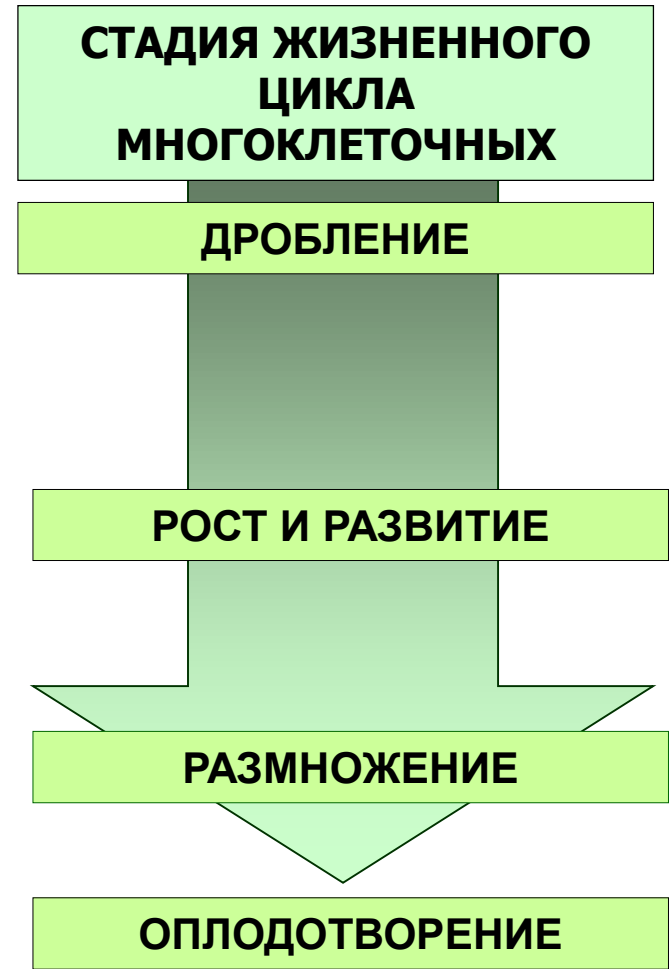 СТАДИЯ ЖИЗНЕННОГО
ЦИКЛА
МНОГОКЛЕТОЧНЫХ
ДРОБЛЕНИЕ
РОСТ И РАЗВИТИЕ
РАЗМНОЖЕНИЕ
ОПЛОДОТВОРЕНИЕ